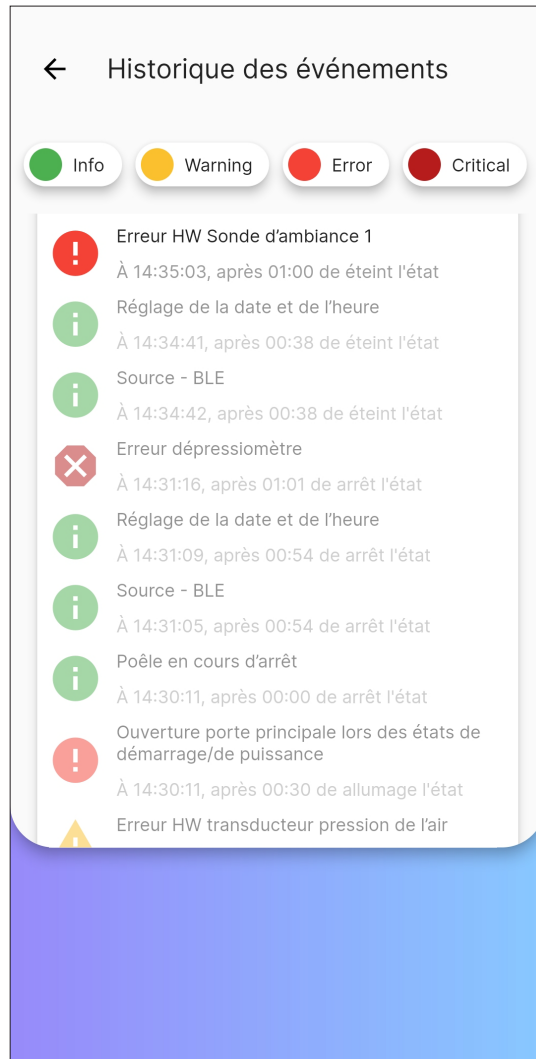 Historique des événements
Info
Warning
Error
Critical
Erreur HW Sonde d’ambiance 1
À 14:35:03, après 01:00 de éteint l'état
Réglage de la date et de l’heure
À 14:34:41, après 00:38 de éteint l'état
Source - BLE
À 14:34:42, après 00:38 de éteint l'état
Erreur dépressiomètre
À 14:31:16, après 01:01 de arrêt l'état
Réglage de la date et de l’heure
À 14:31:09, après 00:54 de arrêt l'état
Source - BLE
À 14:31:05, après 00:54 de arrêt l'état
Poêle en cours d’arrêt
À 14:30:11, après 00:00 de arrêt l'état
Ouverture porte principale lors des états de
démarrage/de puissance
À 14:30:11, après 00:30 de allumage l'état
Erreur HW transducteur pression de l’air